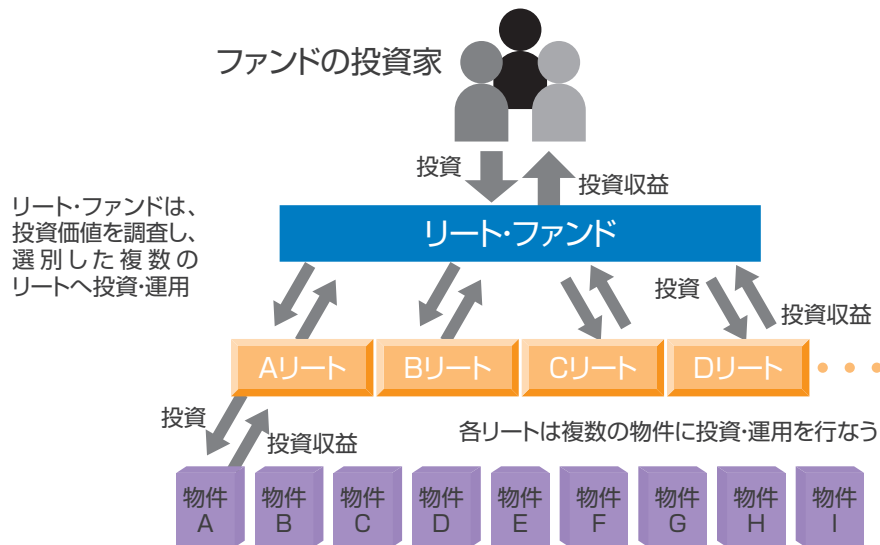 ファンドの投資家
投資
投資収益
リート・ファンドは、
投資価値を調査し、
選別した複数の
リートへ投資・運用
リート・ファンド
投資
投資収益
Aリート
Bリート
Cリート
Dリート
投資
投資収益
各リートは複数の物件に投資・運用を行なう
物件
A
物件
B
物件
C
物件
D
物件
E
物件
F
物件
G
物件
H
物件
I